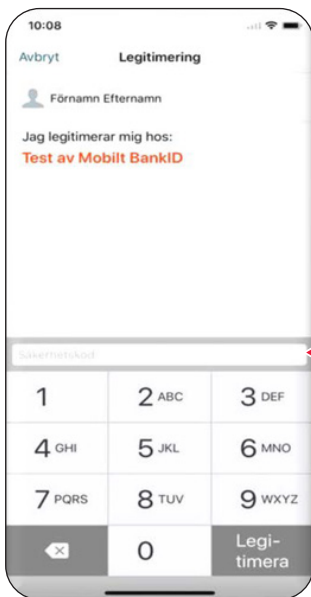 10:08
Avbryt Legitimering
Förnamn Efternamn
Jag legitimerar mig hos:
Test av Mobilt BankID
Säkerhetskod
1 2 ABC 3 DEF
4 GHI 5 JKL 6 MNO
7 PQRS 8 TUV 9 WXYZ
0 Legi-
timera